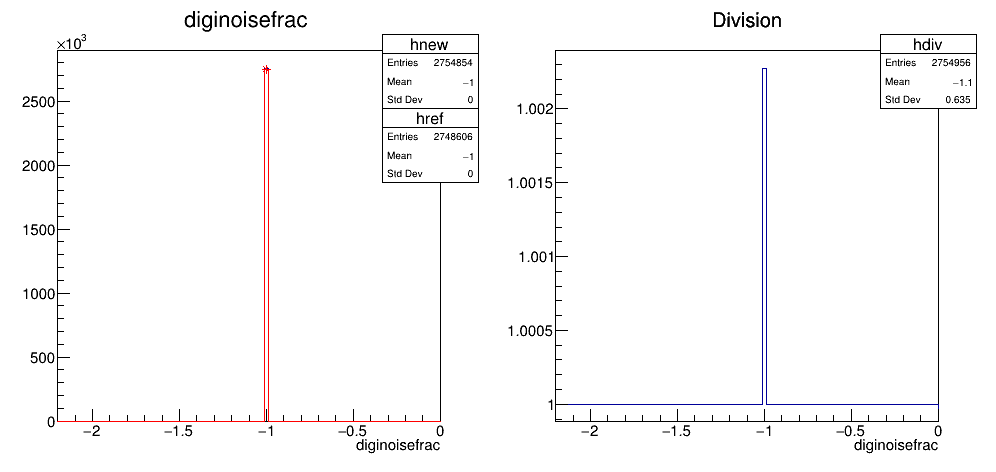 diginoisefrac
×10³
hnew
Entries 2754854
Mean −1
Std Dev 0
href
Entries 2748606
Mean −1
Std Dev 0
2500
2000
1500
1000
500
0
−2 −1.5 −1 −0.5 0
diginoisefrac
Division
hdiv
Entries 2754956
Mean −1.1
Std Dev 0.635
1.002
1.0015
1.001
1.0005
1
−2 −1.5 −1 −0.5 0
diginoisefrac